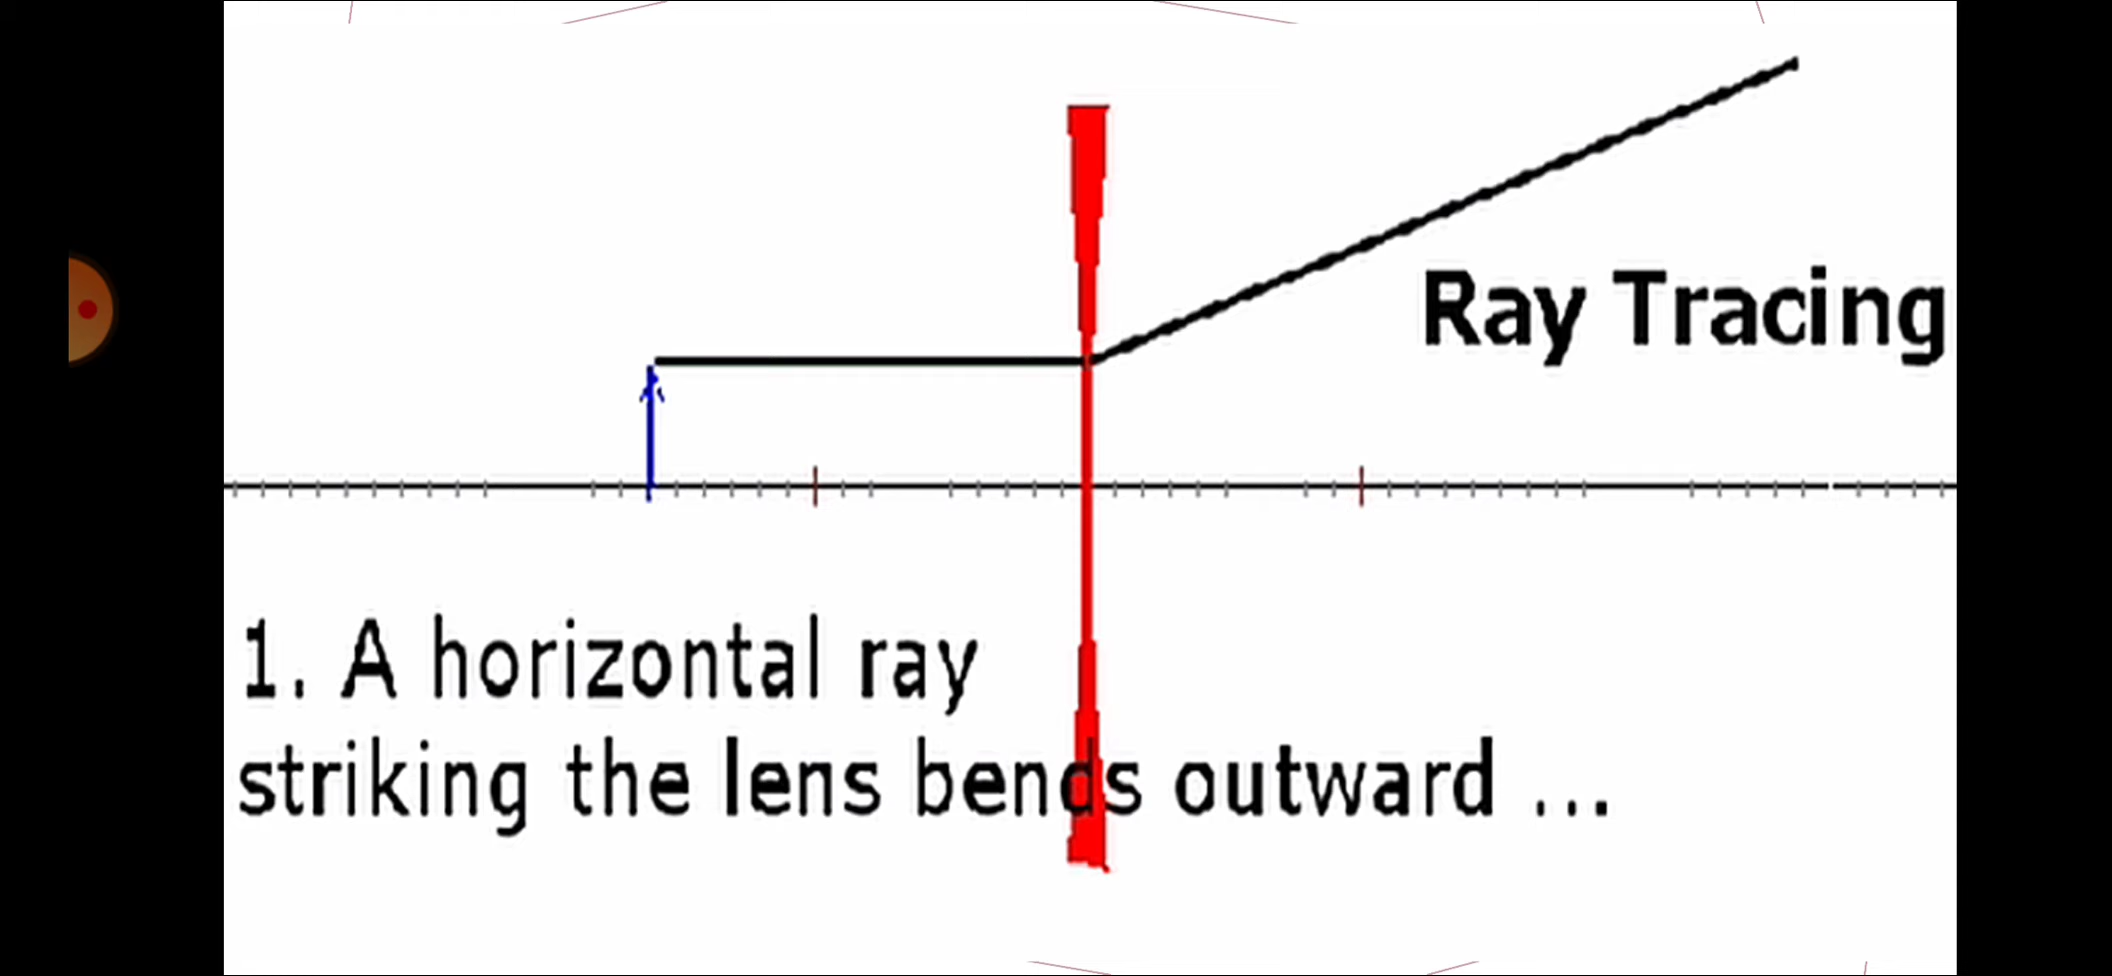 Ray Tracing
1. A horizontal ray
striking the lens bends outward ...